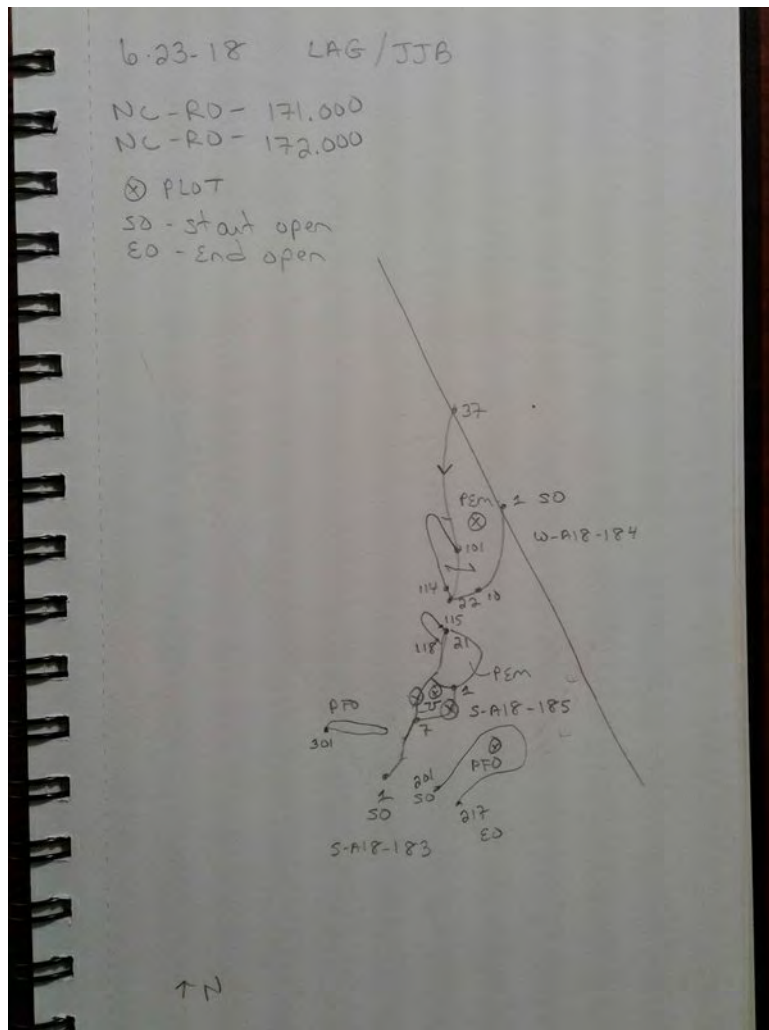 6.23-18 LAG/JJB
NC-RO- 171.000
NC-RO- 172.000
⊗ PLOT
SO - start open
EO - End open
37
PEM
1 SO
W-A18-184
101
114
22
10
115
118
21
PEM
1
S-A18-185
PFO
301
7
PFO
201
SO
1
SO
217
EO
S-A18-183
↑ N